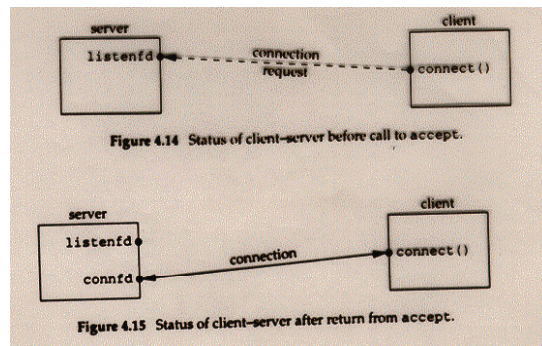 server
client
listenfd
connection
request
connect()
Figure 4.14 Status of client–server before call to accept.
server
client
listenfd
connfd
connection
connect()
Figure 4.15 Status of client–server after return from accept.